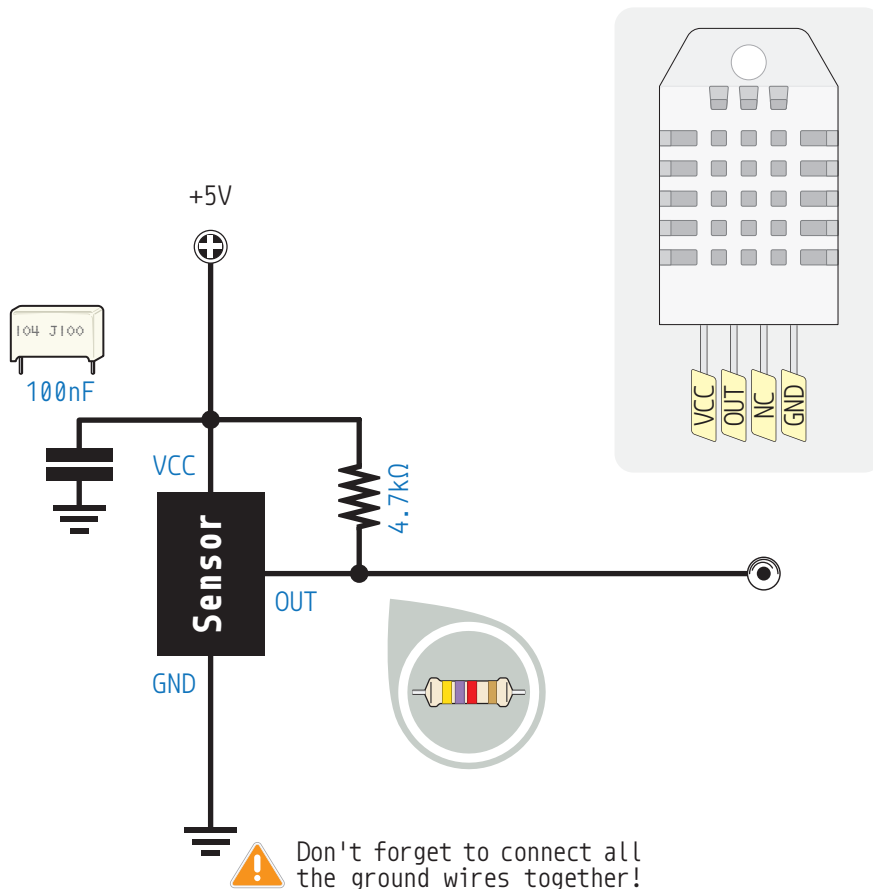 +5V
104 J100
100nF
VCC
4.7kΩ
Sensor
OUT
GND
VCC
OUT
NC
GND
Don't forget to connect all
the ground wires together!